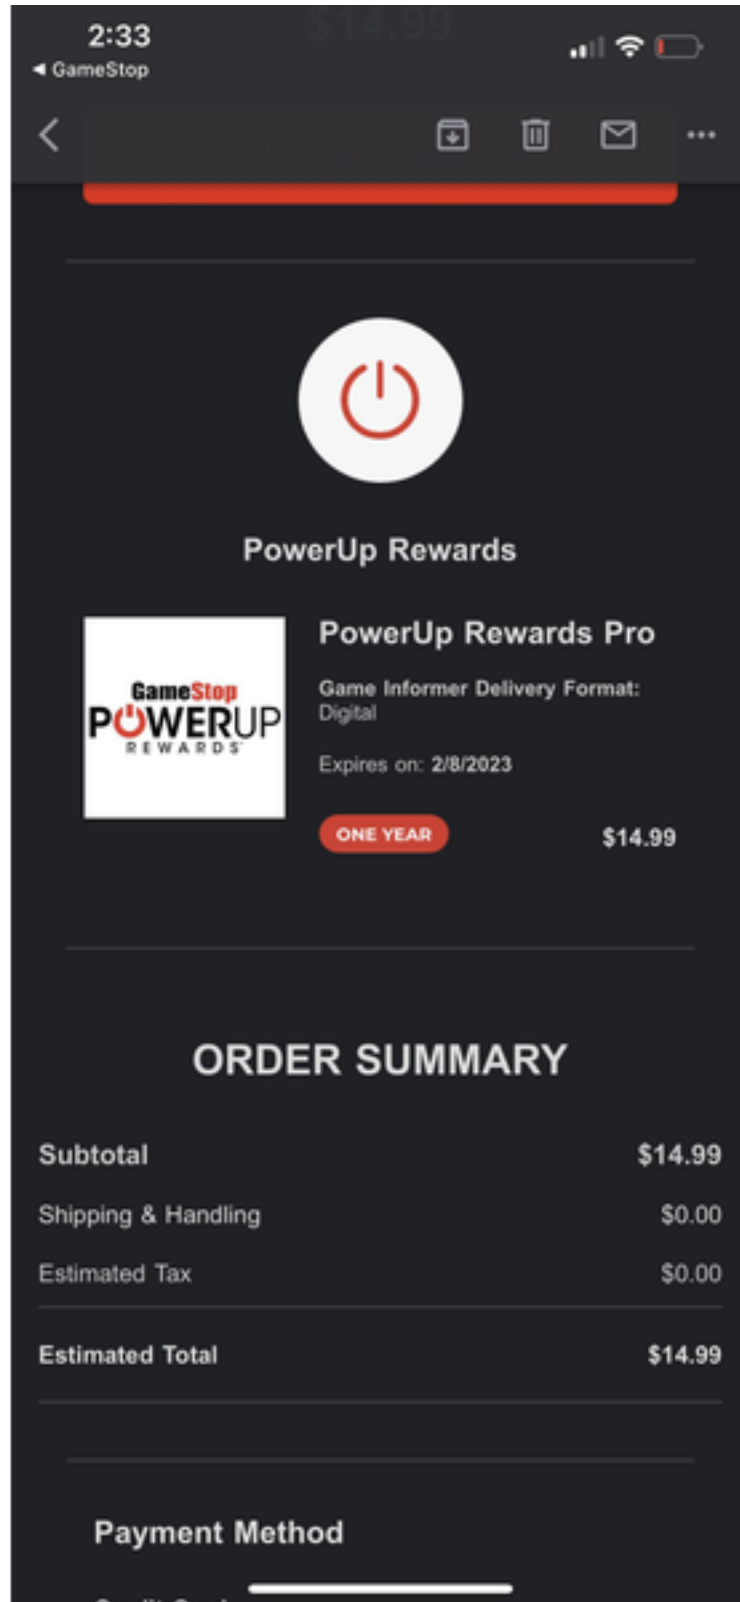 $14.99
2:33
◄ GameStop
PowerUp Rewards
GameStop
POWERUP
REWARDS
PowerUp Rewards Pro
Game Informer Delivery Format:
Digital
Expires on: 2/8/2023
ONE YEAR
$14.99
ORDER SUMMARY
Subtotal $14.99
Shipping & Handling $0.00
Estimated Tax $0.00
Estimated Total $14.99
Payment Method